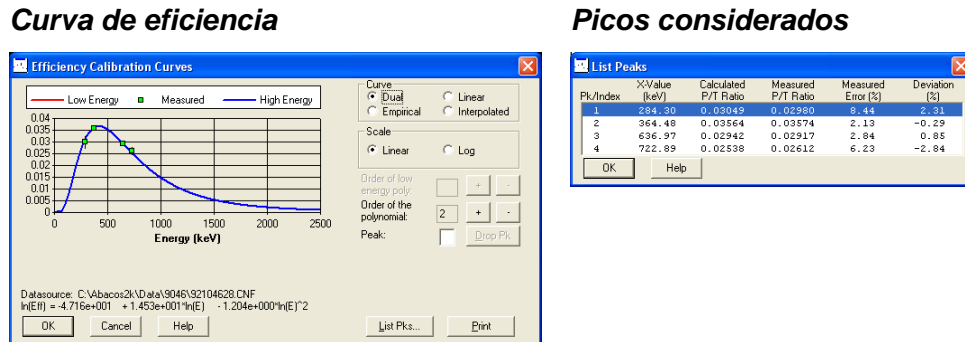 Curva de eficiencia
Picos considerados
Efficiency Calibration Curves
Low Energy Measured High Energy
0.04
0.035
0.03
0.025
0.02
0.015
0.01
0.005
0
0 500 1000 1500 2000 2500
Energy (keV)
Curve
Dual Linear
Empirical Interpolated
Scale
Linear Log
Order of low
energy poly: + -
Order of the
polynomial: 2 + -
Peak: Drop Pk
Datasource: C:\Abacos2k\Data\9046\92104628.CNF
ln(Eff) = -4.716e+001 + 1.453e+001*ln(E) - 1.204e+000*ln(E)^2
OK Cancel Help List Pks... Print
List Peaks
Pk/Index X-Value (keV) Calculated P/T Ratio Measured P/T Ratio Measured Error (%) Deviation (%)
1 284.30 0.03049 0.02980 8.44 2.31
2 364.48 0.03564 0.03574 2.13 -0.29
3 636.97 0.02942 0.02917 2.84 0.85
4 722.89 0.02538 0.02612 6.23 -2.84
OK Help